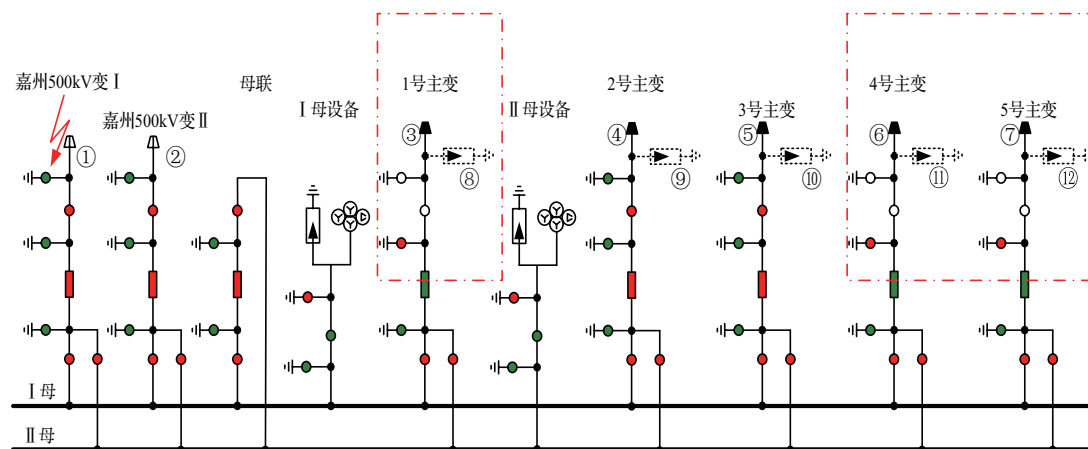 嘉州500kV变Ⅰ
嘉州500kV变Ⅱ
母联
Ⅰ母设备
1号主变
Ⅱ母设备
2号主变
3号主变
4号主变
5号主变
①
②
③
④
⑤
⑥
⑦
⑧
⑨
⑩
⑪
⑫
Ⅰ母
Ⅱ母